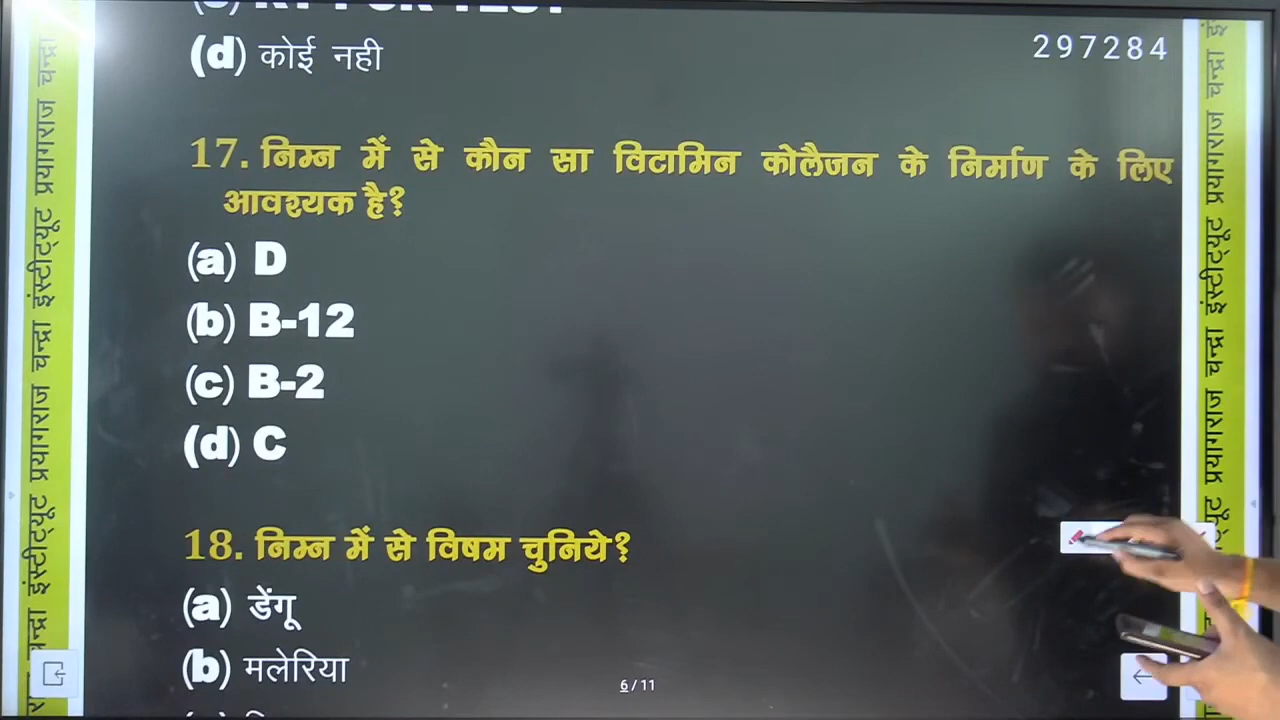 (d) कोई नही
297284
17. निम्न में से कौन सा विटामिन कोलैजन के निर्माण के लिए
आवश्यक है?
(a) D
(b) B-12
(c) B-2
(d) C
18. निम्न में से विषम चुनिये?
(a) डेंगू
(b) मलेरिया
6/11
चन्द्रा इंस्टीट्यूट प्रयागराज
चन्द्रा इंस्टीट्यूट प्रयागराज